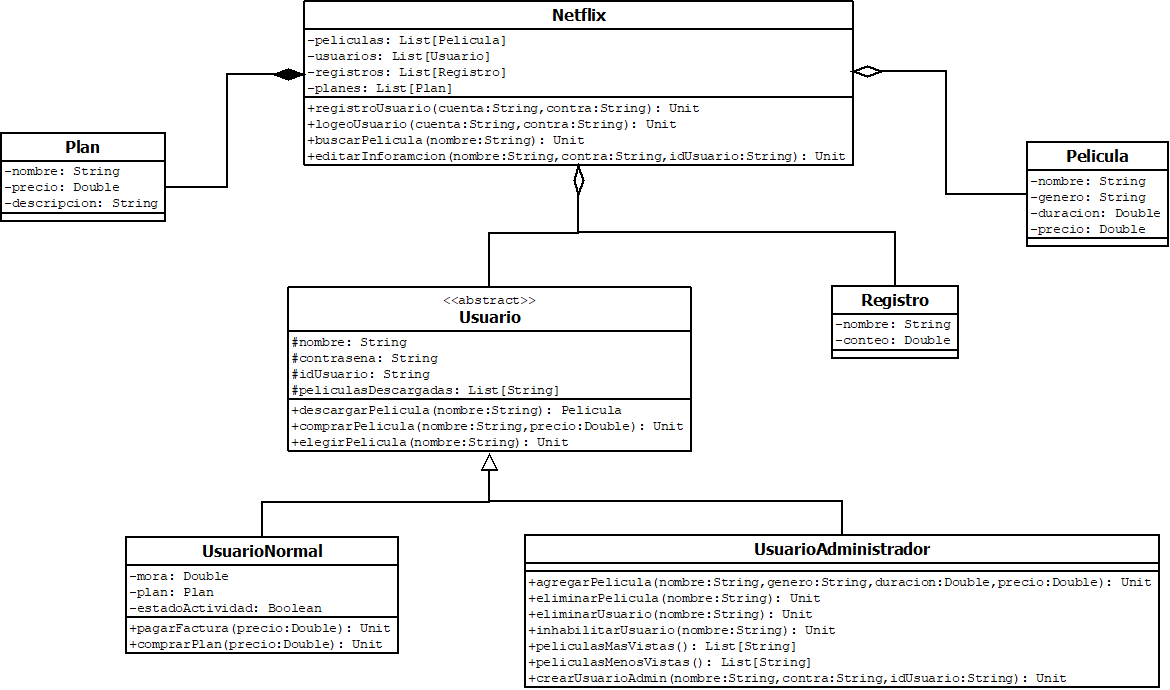 Netflix
-peliculas: List[Pelicula]
-usuarios: List[Usuario]
-registros: List[Registro]
-planes: List[Plan]
+registroUsuario(cuenta:String,contra:String): Unit
+logeoUsuario(cuenta:String,contra:String): Unit
+buscarPelicula(nombre:String): Unit
+editarInforamcion(nombre:String,contra:String,idUsuario:String): Unit
Plan
-nombre: String
-precio: Double
-descripcion: String
Pelicula
-nombre: String
-genero: String
-duracion: Double
-precio: Double
<<abstract>>
Usuario
#nombre: String
#contrasena: String
#idUsuario: String
#peliculasDescargadas: List[String]
+descargarPelicula(nombre:String): Pelicula
+comprarPelicula(nombre:String,precio:Double): Unit
+elegirPelicula(nombre:String): Unit
Registro
-nombre: String
-conteo: Double
UsuarioNormal
-mora: Double
-plan: Plan
-estadoActividad: Boolean
+pagarFactura(precio:Double): Unit
+comprarPlan(precio:Double): Unit
UsuarioAdministrador
+agregarPelicula(nombre:String,genero:String,duracion:Double,precio:Double): Unit
+eliminarPelicula(nombre:String): Unit
+eliminarUsuario(nombre:String): Unit
+inhabilitarUsuario(nombre:String): Unit
+peliculasMasVistas(): List[String]
+peliculasMenosVistas(): List[String]
+crearUsuarioAdmin(nombre:String,contra:String,idUsuario:String): Unit